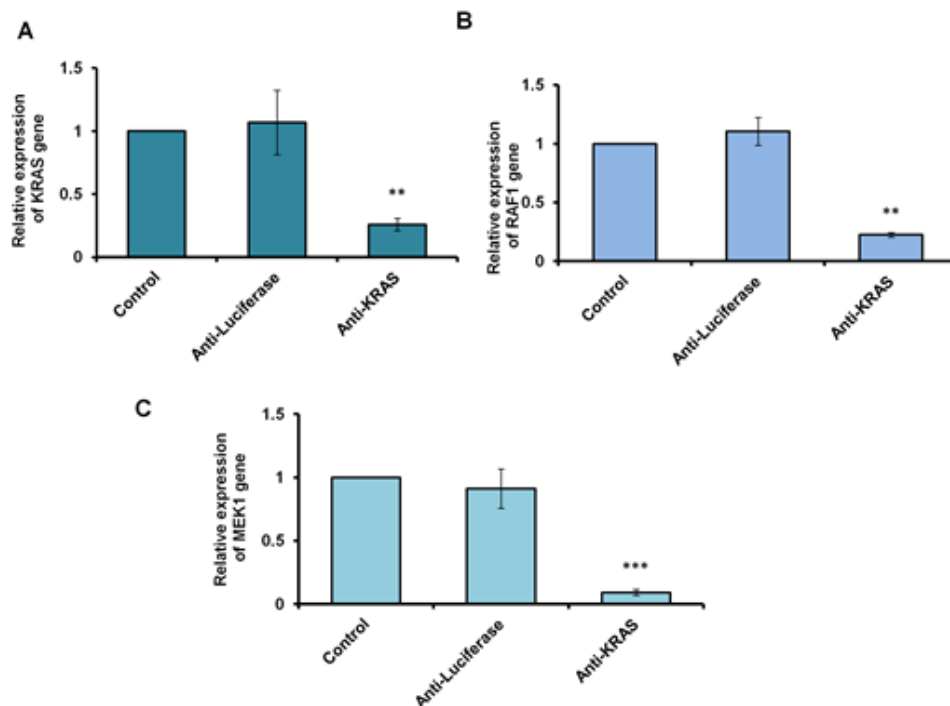 A
Relative expression
of KRAS gene
1.5
1
0.5
0
**
Control
Anti-Luciferase
Anti-KRAS
B
Relative expression
of RAF1 gene
1.5
1
0.5
0
**
Control
Anti-Luciferase
Anti-KRAS
C
Relative expression
of MEK1 gene
1.5
1
0.5
0
***
Control
Anti-Luciferase
Anti-KRAS